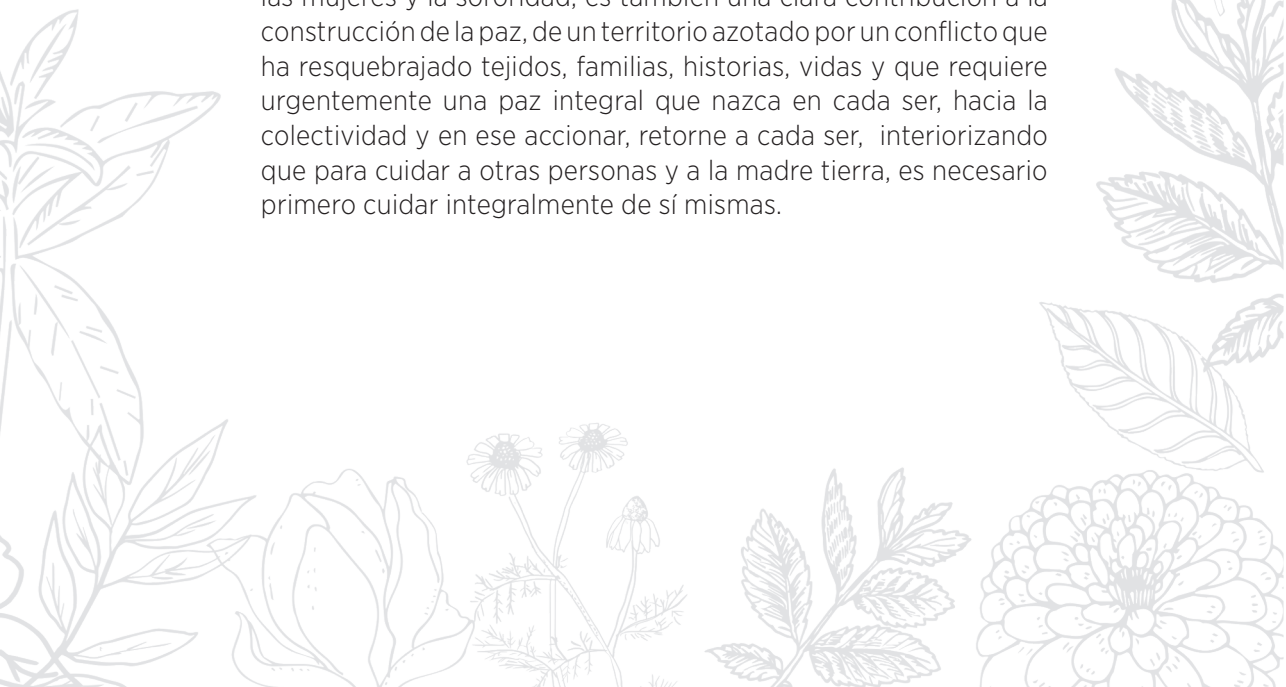 las mujeres y la sororidad, es también una clara contribución a la
construcción de la paz, de un territorio azotado por un conflicto que
ha resquebrajado tejidos, familias, historias, vidas y que requiere
urgentemente una paz integral que nazca en cada ser, hacia la
colectividad y en ese accionar, retorne a cada ser,  interiorizando
que para cuidar a otras personas y a la madre tierra, es necesario
primero cuidar integralmente de sí mismas.